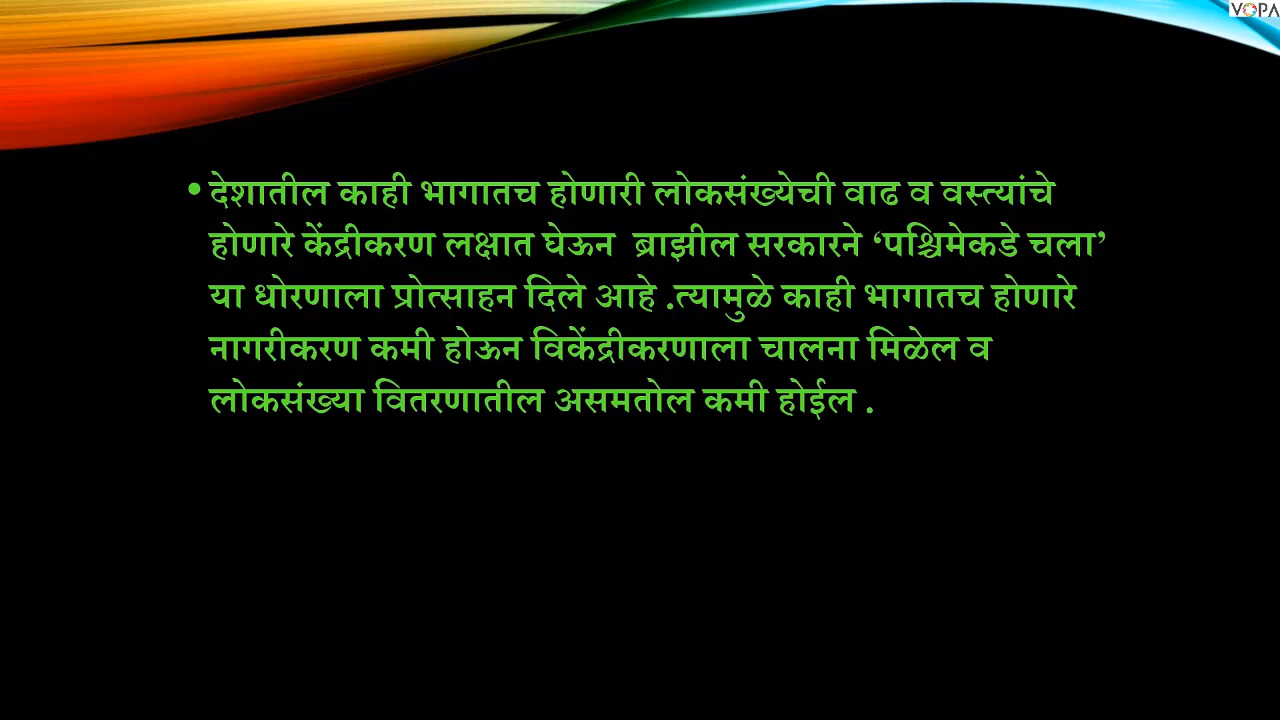 VOPA
• देशातील काही भागातच होणारी लोकसंख्येची वाढ व वस्त्यांचे
होणारे केंद्रीकरण लक्षात घेऊन  ब्राझील सरकारने ‘पश्चिमेकडे चला’
या धोरणाला प्रोत्साहन दिले आहे .त्यामुळे काही भागातच होणारे
नागरीकरण कमी होऊन विकेंद्रीकरणाला चालना मिळेल व
लोकसंख्या वितरणातील असमतोल कमी होईल .